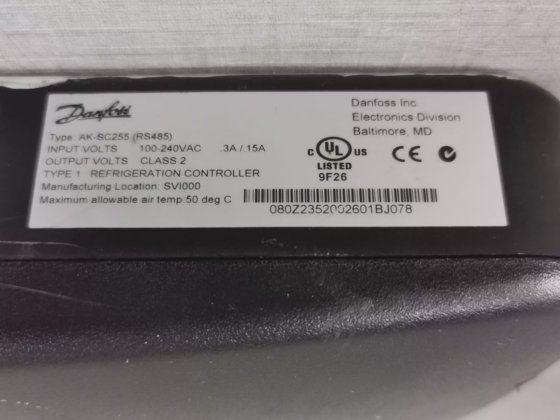 Danfoss
Type: AK-SC255 (RS485)
INPUT VOLTS 100-240VAC .3A / .15A
OUTPUT VOLTS CLASS 2
TYPE 1 REFRIGERATION CONTROLLER
Manufacturing Location: SVI000
Maximum allowable air temp:50 deg C
Danfoss Inc.
Electronics Division
Baltimore, MD
C UL US
LISTED
9F26
CE
080Z2352002601BJ078